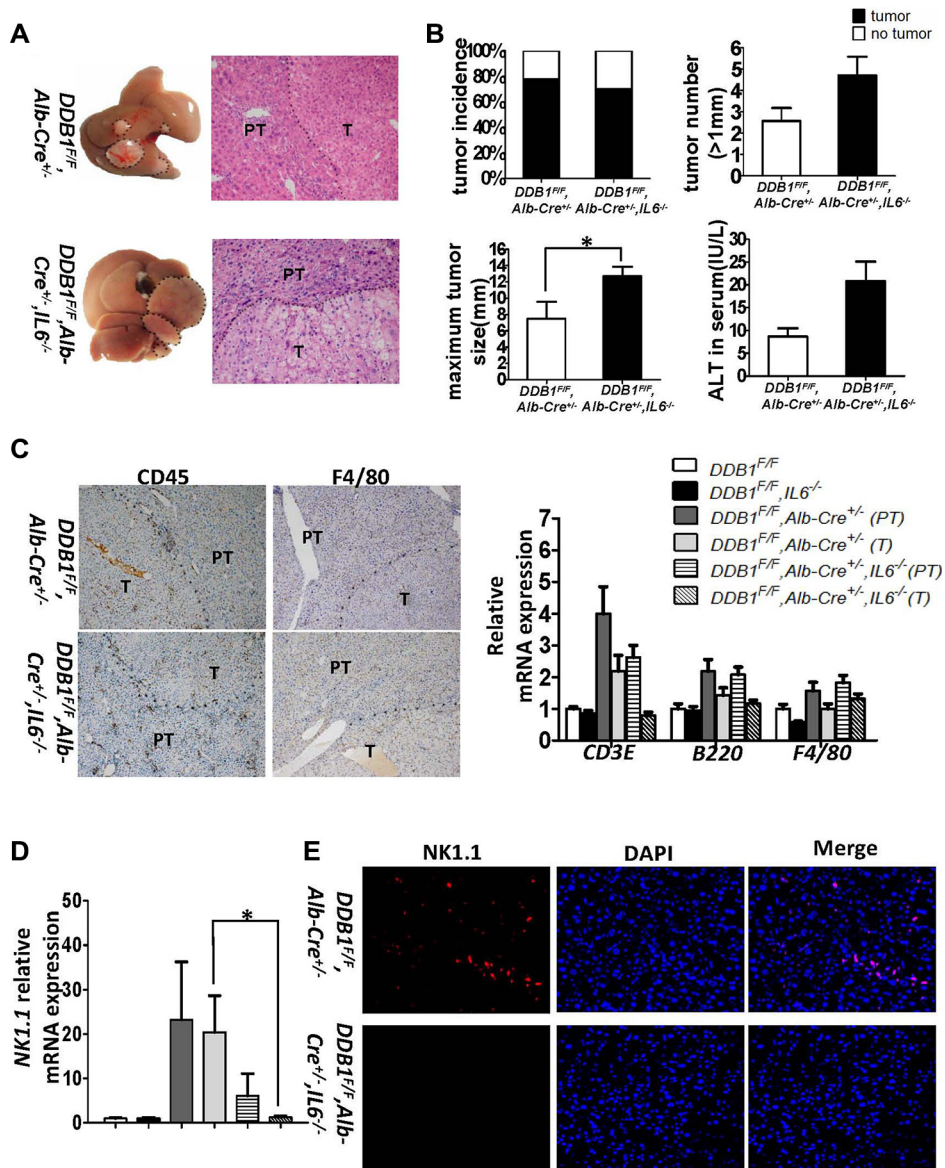 A
DDB1F/F,
Alb-Cre+/-
PT
T
DDB1F/F,Alb-
Cre+/-,IL6-/-
PT
T
B
tumor
no tumor
tumor incidence
100%
80%
60%
40%
20%
0%
DDB1F/F,
Alb-Cre+/-
DDB1F/F,
Alb-Cre+/-,IL6-/-
tumor number
(>1mm)
6
5
4
3
2
1
0
DDB1F/F,
Alb-Cre+/-
DDB1F/F,
Alb-Cre+/-,IL6-/-
maximum tumor
size(mm)
16
12
8
4
0
*
DDB1F/F,
Alb-Cre+/-
DDB1F/F,
Alb-Cre+/-,IL6-/-
ALT in serum(IU/L)
25
20
15
10
5
0
DDB1F/F,
Alb-Cre+/-
DDB1F/F,
Alb-Cre+/-,IL6-/-
C
CD45
F4/80
DDB1F/F,
Alb-Cre+/-
PT
T
PT
T
DDB1F/F,Alb-
Cre+/-,IL6-/-
T
PT
PT
T
DDB1F/F
DDB1F/F,IL6-/-
DDB1F/F,Alb-Cre+/- (PT)
DDB1F/F,Alb-Cre+/- (T)
DDB1F/F,Alb-Cre+/-,IL6-/-(PT)
DDB1F/F,Alb-Cre+/-,IL6-/-(T)
Relative
mRNA expression
7
6
4
2
1
0
CD3E
B220
F4/80
D
NK1.1 relative
mRNA expression
50
40
30
20
10
0
*
E
NK1.1
DAPI
Merge
DDB1F/F,
Alb-Cre+/-
DDB1F/F,Alb-
Cre+/-,IL6-/-